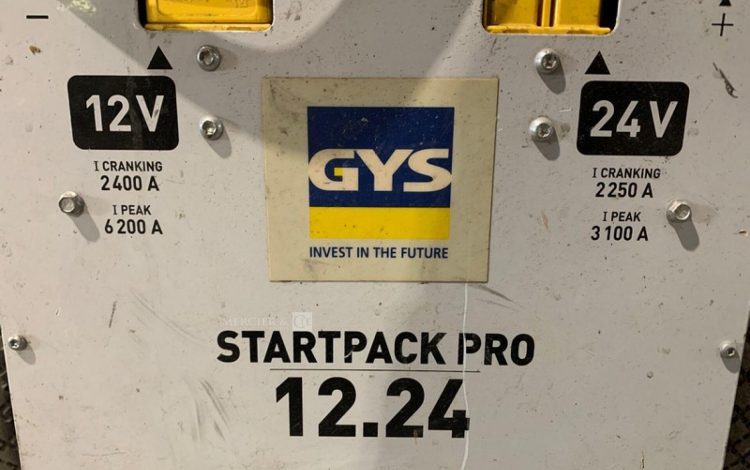 −
+
12V
24V
I CRANKING
2400 A
I PEAK
6200 A
I CRANKING
2250 A
I PEAK
3100 A
GYS
INVEST IN THE FUTURE
STARTPACK PRO
12.24